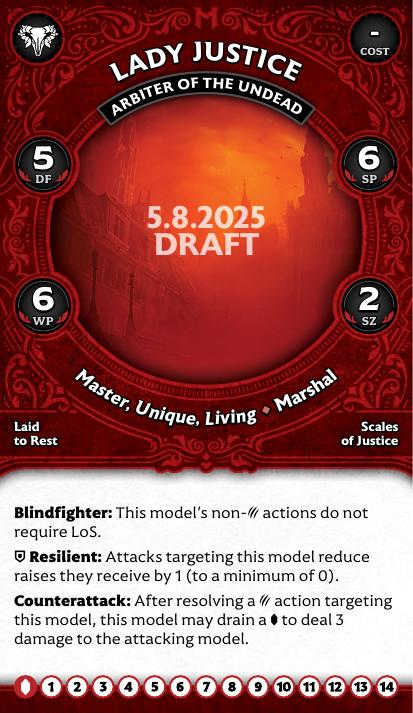 -
COST
LADY JUSTICE
ARBITER OF THE UNDEAD
5
DF
6
SP
5.8.2025
DRAFT
6
WP
2
SZ
Master, Unique, Living ♦ Marshal
Laid
to Rest
Scales
of Justice
Blindfighter: This model's non- actions do not
require LoS.
Resilient: Attacks targeting this model reduce
raises they receive by 1 (to a minimum of 0).
Counterattack: After resolving a action targeting
this model, this model may drain a to deal 3
damage to the attacking model.
1 2 3 4 5 6 7 8 9 10 11 12 13 14